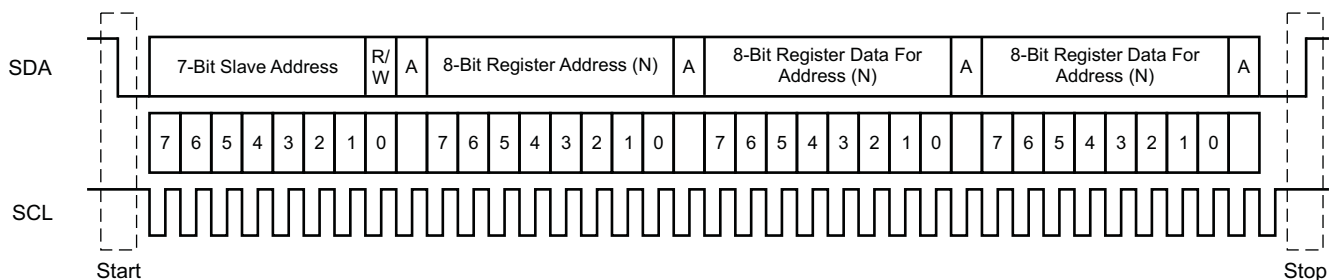 SDA
7-Bit Slave Address
R/
W
A
8-Bit Register Address (N)
A
8-Bit Register Data For
Address (N)
A
8-Bit Register Data For
Address (N)
A
7 6 5 4 3 2 1 0 7 6 5 4 3 2 1 0 7 6 5 4 3 2 1 0 7 6 5 4 3 2 1 0
SCL
Start
Stop